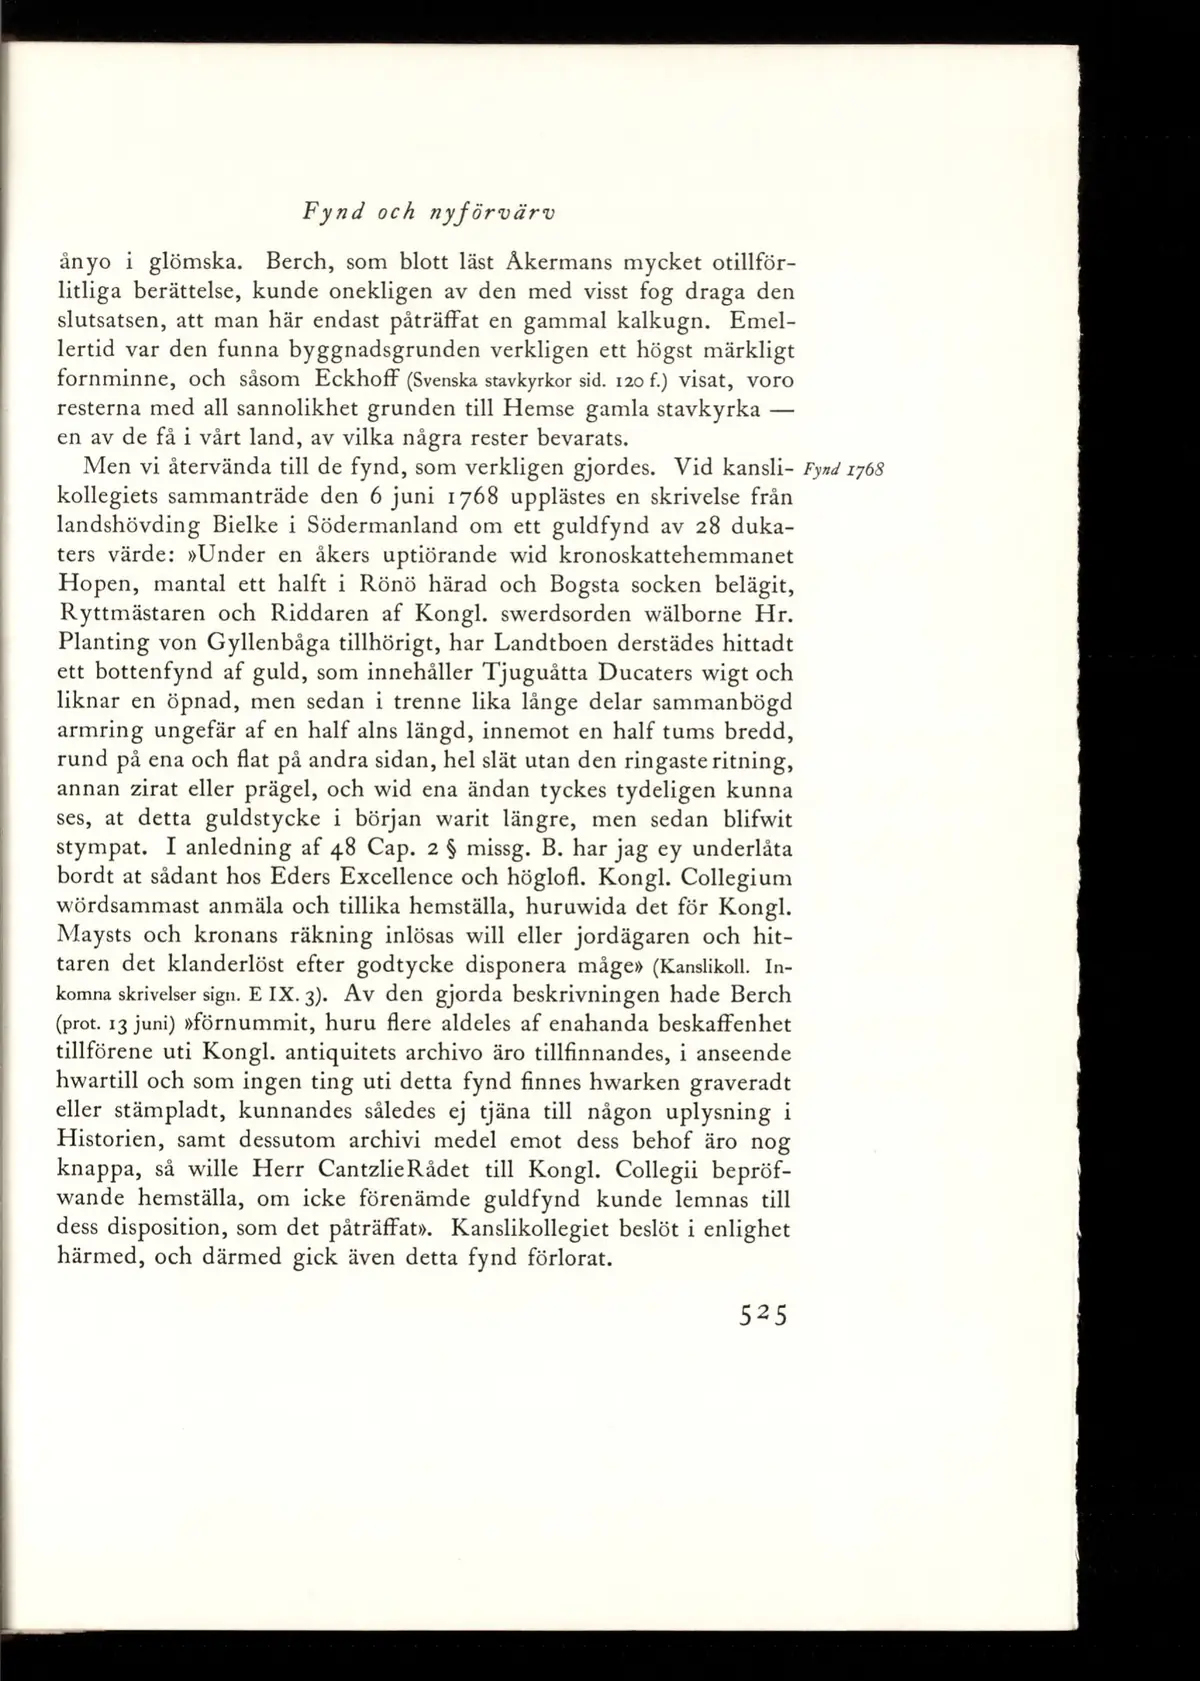 Fynd och nyförvärv
ånyo i glömska. Berch, som blott läst Åkermans mycket otillför-
litliga berättelse, kunde onekligen av den med visst fog draga den
slutsatsen, att man här endast påträffat en gammal kalkugn. Emel-
lertid var den funna byggnadsgrunden verkligen ett högst märkligt
fornminne, och såsom Eckhoff (Svenska stavkyrkor sid. 120 f.) visat, voro
resterna med all sannolikhet grunden till Hemse gamla stavkyrka —
en av de få i vårt land, av vilka några rester bevarats.
Men vi återvända till de fynd, som verkligen gjordes. Vid kansli- Fynd 1768
kollegiets sammanträde den 6 juni 1768 upplästes en skrivelse från
landshövding Bielke i Södermanland om ett guldfynd av 28 duka-
ters värde: »Under en åkers uptiörande wid kronoskattehemmanet
Hopen, mantal ett halft i Rönö härad och Bogsta socken belägit,
Ryttmästaren och Riddaren af Kongl. swerdsorden wälborne Hr.
Planting von Gyllenbåga tillhörigt, har Landtboen derstädes hittadt
ett bottenfynd af guld, som innehåller Tjuguåtta Ducaters wigt och
liknar en öpnad, men sedan i trenne lika långe delar sammanbögd
armring ungefär af en half alns längd, innemot en half tums bredd,
rund på ena och flat på andra sidan, hel slät utan den ringaste ritning,
annan zirat eller prägel, och wid ena ändan tyckes tydeligen kunna
ses, at detta guldstycke i början warit längre, men sedan blifwit
stympat. I anledning af 48 Cap. 2 § missg. B. har jag ey underlåta
bordt at sådant hos Eders Excellence och höglofl. Kongl. Collegium
wördsammast anmäla och tillika hemställa, huruwida det för Kongl.
Maysts och kronans räkning inlösas will eller jordägaren och hit-
taren det klanderlöst efter godtycke disponera måge» (Kanslikoll. In-
komna skrivelser sign. E IX. 3). Av den gjorda beskrivningen hade Berch
(prot. 13 juni) »förnummit, huru flere aldeles af enahanda beskaffenhet
tillförene uti Kongl. antiquitets archivo äro tillfinnandes, i anseende
hwartill och som ingen ting uti detta fynd finnes hwarken graveradt
eller stämpladt, kunnandes således ej tjäna till någon uplysning i
Historien, samt dessutom archivi medel emot dess behof äro nog
knappa, så wille Herr CantzlieRådet till Kongl. Collegii bepröf-
wande hemställa, om icke förenämde guldfynd kunde lemnas till
dess disposition, som det påträffat». Kanslikollegiet beslöt i enlighet
härmed, och därmed gick även detta fynd förlorat.
525